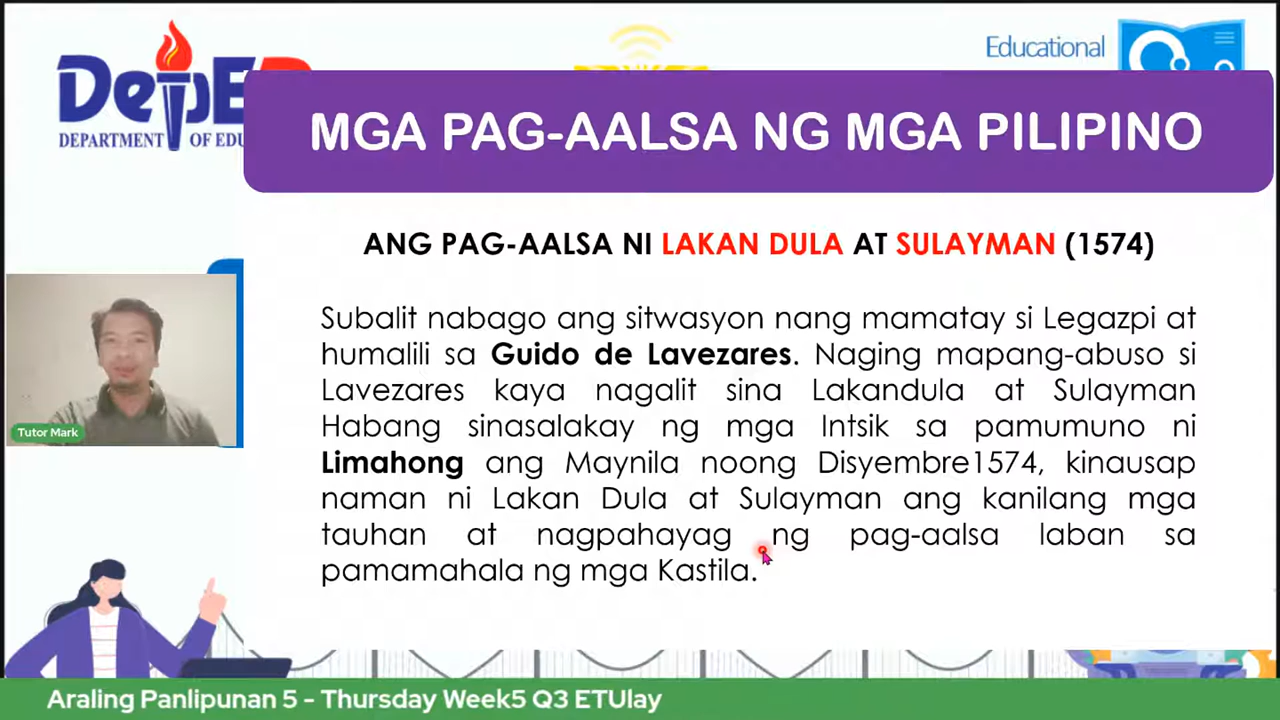 DepED
DEPARTMENT OF EDU
Educational
MGA PAG-AALSA NG MGA PILIPINO
ANG PAG-AALSA NI LAKAN DULA AT SULAYMAN (1574)
Subalit nabago ang sitwasyon nang mamatay si Legazpi at
humalili sa Guido de Lavezares. Naging mapang-abuso si
Lavezares kaya nagalit sina Lakandula at Sulayman
Habang sinasalakay ng mga Intsik sa pamumuno ni
Limahong ang Maynila noong Disyembre1574, kinausap
naman ni Lakan Dula at Sulayman ang kanilang mga
tauhan at nagpahayag ng pag-aalsa laban sa
pamamahala ng mga Kastila.
Tutor Mark
Araling Panlipunan 5 - Thursday Week5 Q3 ETUlay